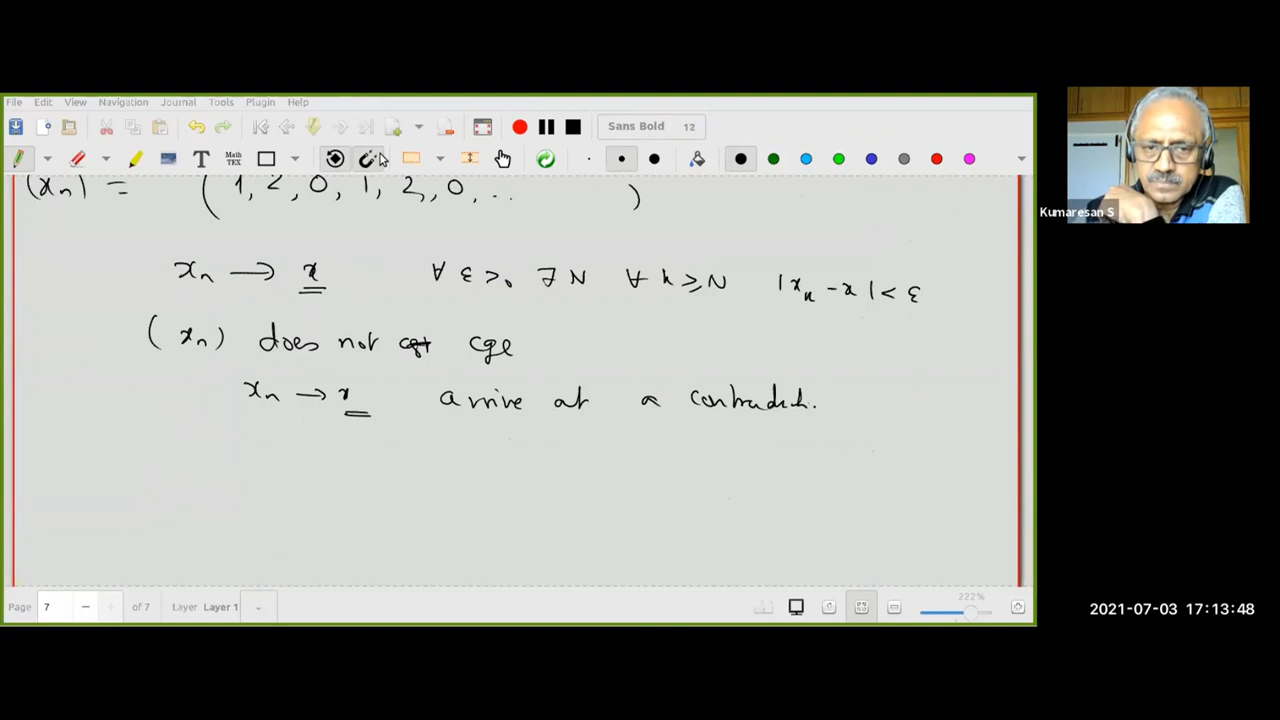 File Edit View Navigation Journal Tools Plugin Help
Sans Bold 12
(xₙ) = (1, 2, 0, 1, 2, 0, .. )
xₙ → x ∀ ε >₀ ∃ N ∀ k ⩾ N |xₖ - x| < ε
(xₙ) does not cgt cge
xₙ → x arrive at a contradich.
Kumaresan S
Page 7 of 7 Layer Layer 1 222%
2021-07-03 17:13:48